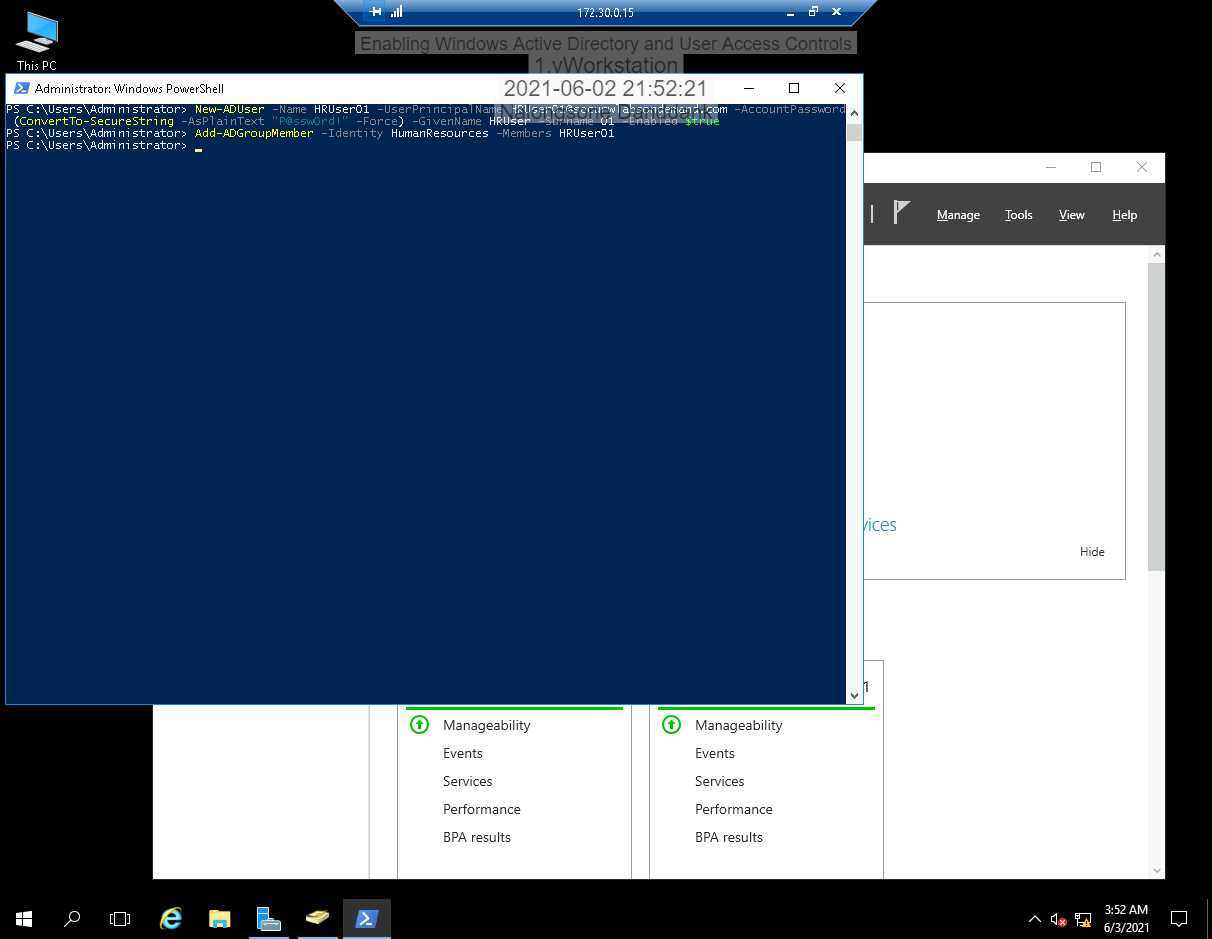 172.30.0.15
This PC
Enabling Windows Active Directory and User Access Controls
1.vWorkstation
Administrator: Windows PowerShell
2021-06-02 21:52:21
PS C:\Users\Administrator> New-ADUser -Name HRUser01 -UserPrincipalName -AccountPassword
(ConvertTo-SecureString -AsPlainText "P@ssw0rd!" -Force) -GivenName HRUser -Surname 01 -Enabled $true
PS C:\Users\Administrator> Add-ADGroupMember -Identity HumanResources -Members HRUser01
PS C:\Users\Administrator>
Manage Tools View Help
vices
Hide
1
Manageability Manageability
Events Events
Services Services
Performance Performance
BPA results BPA results
3:52 AM
6/3/2021